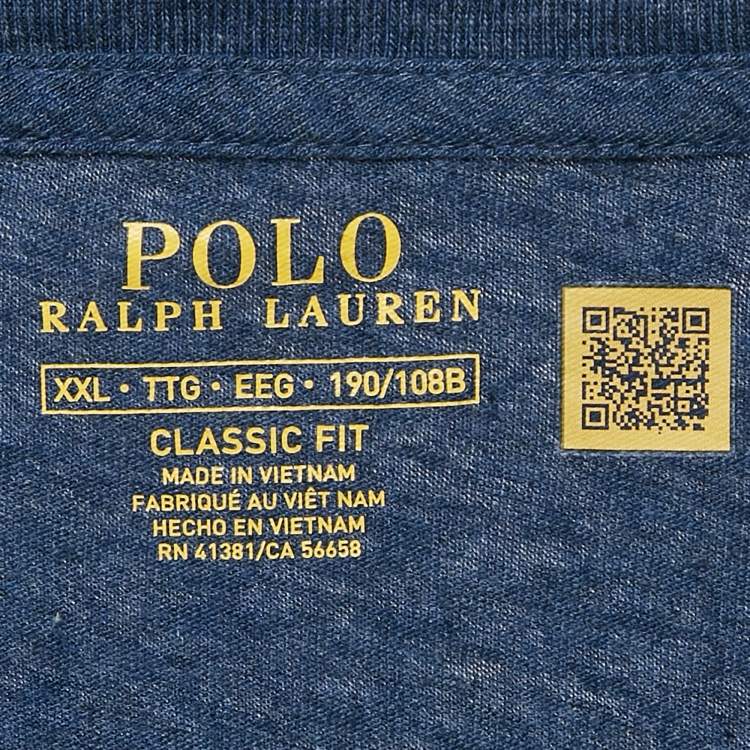 POLO
RALPH LAUREN
XXL • TTG • EEG • 190/108B
CLASSIC FIT
MADE IN VIETNAM
FABRIQUÉ AU VIÊT NAM
HECHO EN VIETNAM
RN 41381/CA 56658